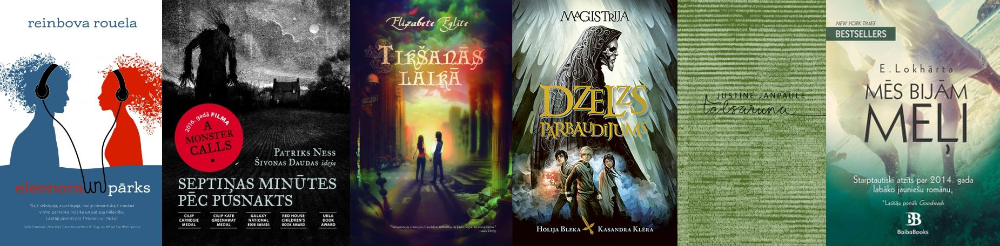 reinbova rouela
eleonora un pārks
"Šajā seksīgajā, asprātīgajā, maigi romantiskajā romānā
virmo pankroka mūzika un patiesa mīlestība.
Lasītāji jūsmos par Eleonoru un Pārku."
Geila Formena, New York Times bestselleru If I Stay un Where She Went autore
2016. gadā FILMA
A
MONSTER
CALLS
PATRIKS NESS
ŠIVONAS DAUDAS ideja
SEPTIŅAS MINŪTES
PĒC PUSNAKTS
CILIP
CARNEGIE
MEDAL
CILIP KATE
GREENAWAY
MEDAL
GALAXY
NATIONAL
BOOK AWARDS
RED HOUSE
CHILDREN'S
BOOK AWARD
UKLA
BOOK
AWARD
Elizabete Eglīte
TIKŠANĀS
LAIKĀ
"Aizkustinošs stāsts par draudzību, mīlestību un kādu negaidītu satikšanos."
Laura Dreiže
MAGISTRIJA
DZELZS
PĀRBAUDĪJUMS
HOLIJA BLEKA
KASANDRA KLĒRA
JUSTĪNE JANPAULE
tālsaruna
NEW YORK TIMES
BESTSELLERS
E. Lokhārta
MĒS BIJĀM
MEĻI
Starptautiski atzīts par 2014. gada
labāko jauniešu romānu,
*Lasītāju portāls Goodreads
BB
BaibaBooks